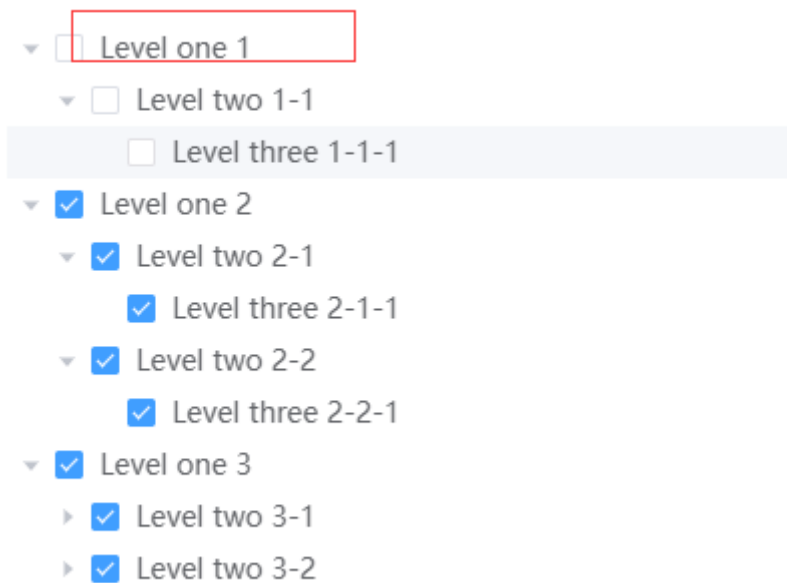 Level one 1
Level two 1-1
Level three 1-1-1
Level one 2
Level two 2-1
Level three 2-1-1
Level two 2-2
Level three 2-2-1
Level one 3
Level two 3-1
Level two 3-2